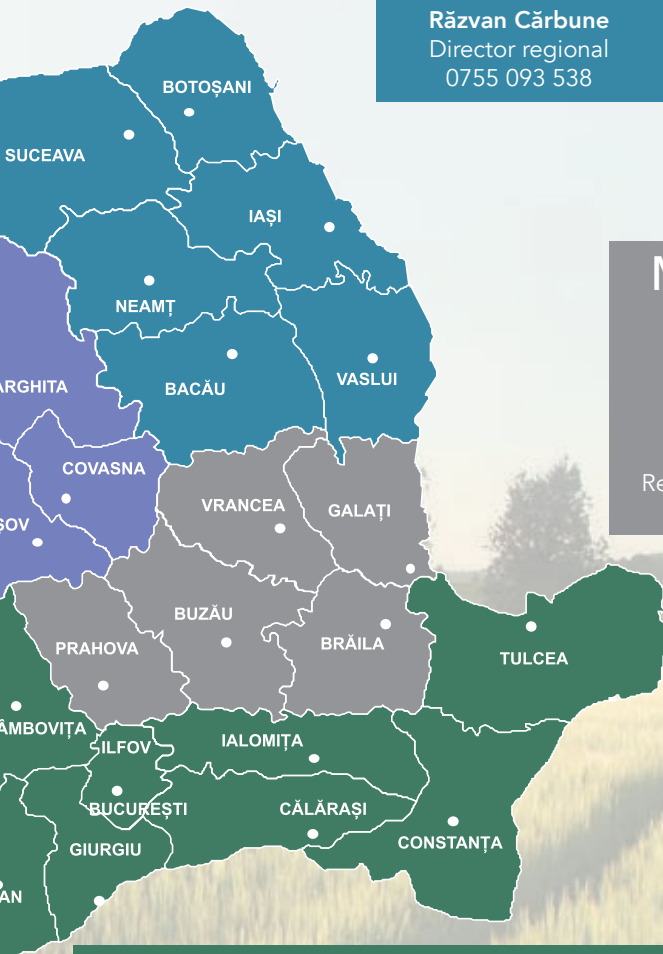 Răzvan Cărbune
Director regional
0755 093 538
BOTOȘANI
SUCEAVA
IAȘI
NEAMȚ
ARGHITA
BACĂU
VASLUI
COVASNA
ȘOV
VRANCEA
GALAȚI
BUZĂU
PRAHOVA
BRĂILA
TULCEA
ÂMBOVIȚA
ILFOV
IALOMIȚA
BUCUREȘTI
CĂLĂRAȘI
GIURGIU
CONSTANȚA
AN